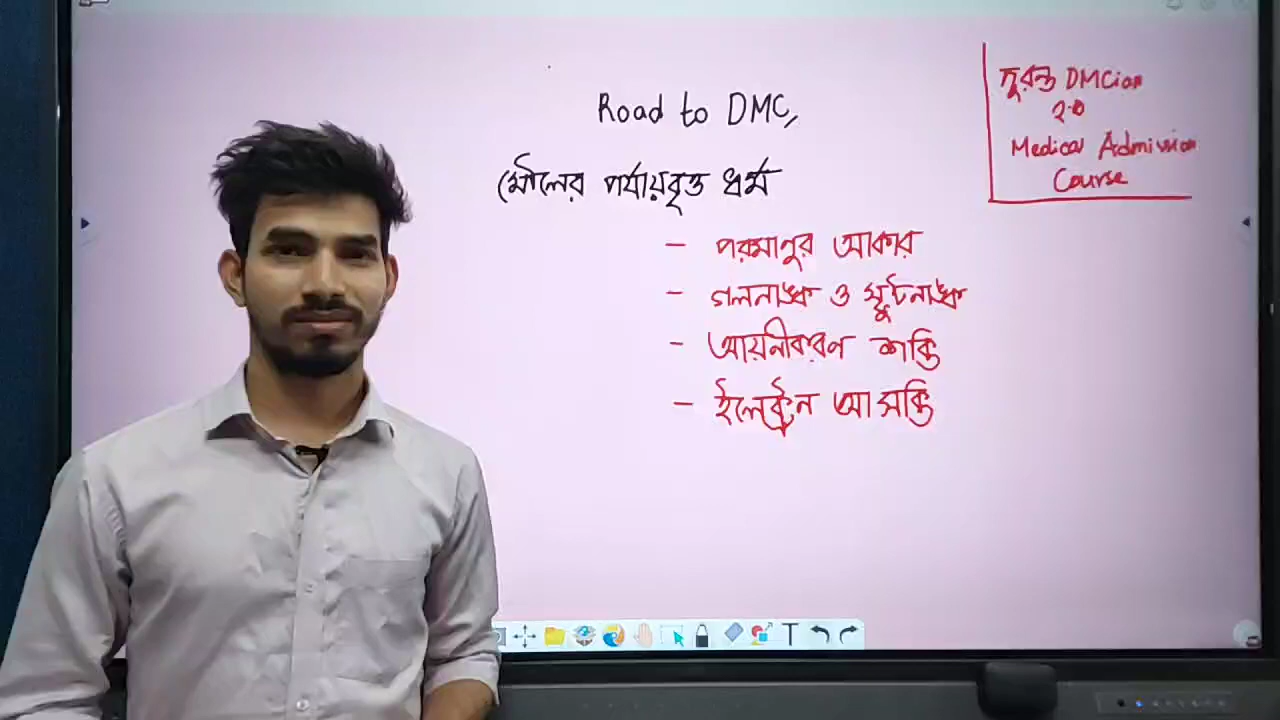 Road to DMC,
মৌলের পর্যায়বৃত্ত ধর্ম
- পরমানুর আকার
- গলনাঙ্ক ও স্ফুটনাঙ্ক
- আয়নীকরণ শক্তি
- ইলেক্ট্রন আসক্তি
দুরন্ত DMCian
2.0
Medical Admission
Course
T